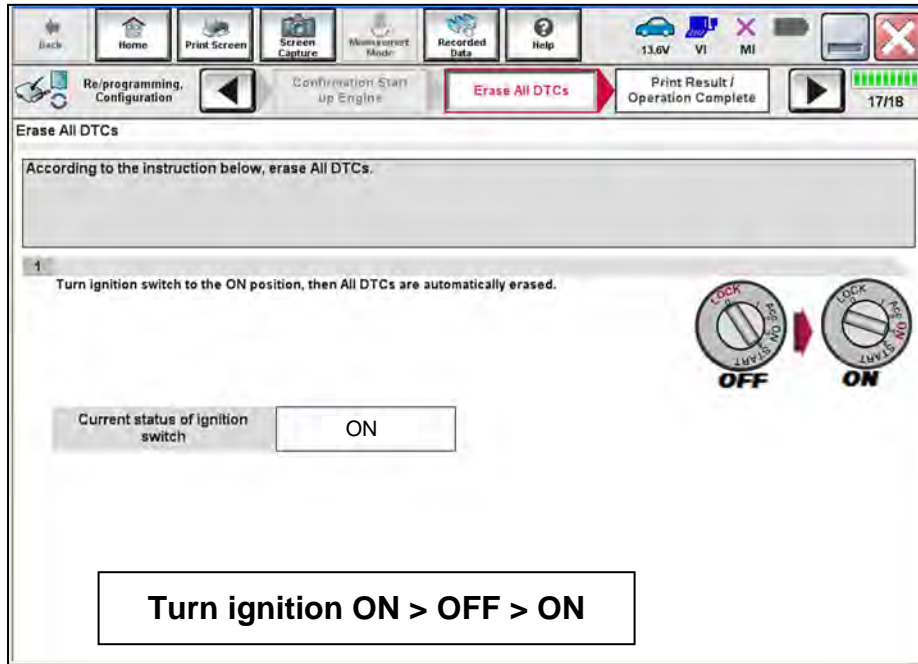 Back
Home
Print Screen
Screen
Capture
Measurement
Mode
Recorded
Data
Help
13.6V
VI
MI
Re/programming,
Configuration
Confirmation Start
up Engine
Erase All DTCs
Print Result /
Operation Complete
17/18
Erase All DTCs
According to the instruction below, erase All DTCs.
1
Turn ignition switch to the ON position, then All DTCs are automatically erased.
LOCK
0
1
Acc
ON
START
OFF
LOCK
0
1
Acc
ON
START
ON
Current status of ignition
switch
ON
Turn ignition ON > OFF > ON